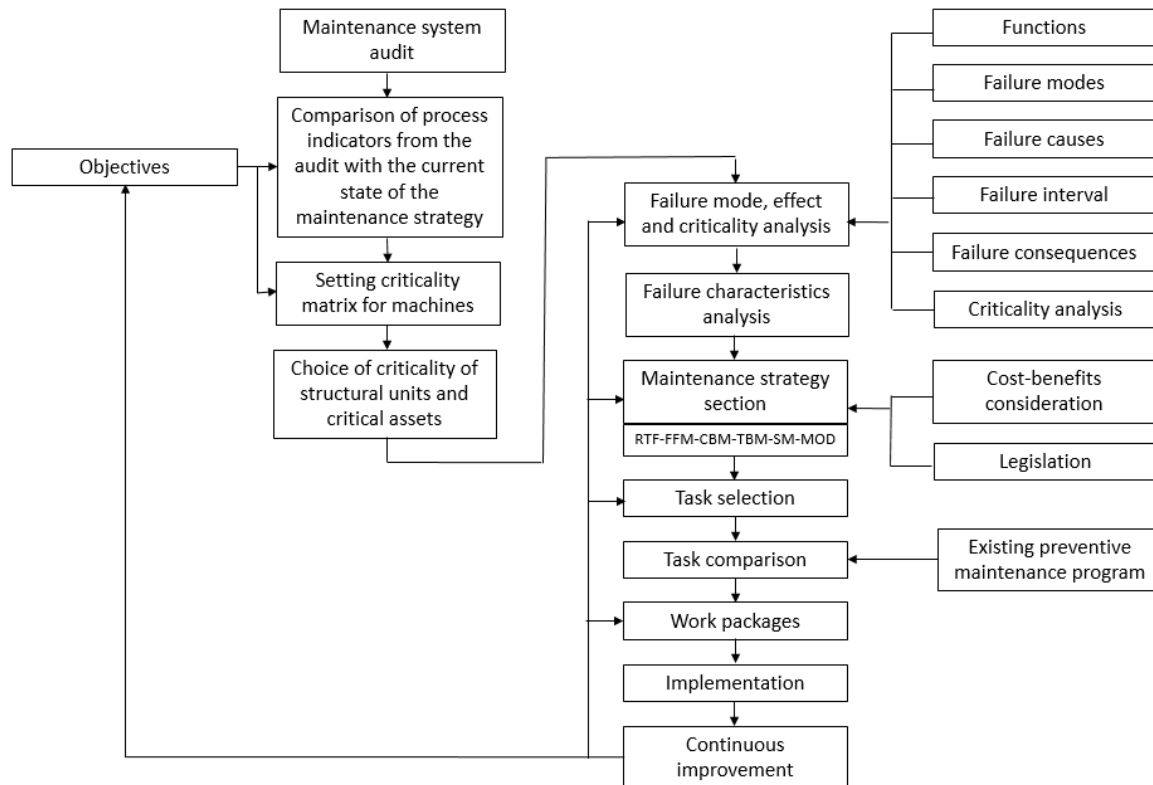 Maintenance system
audit
Comparison of process
indicators from the
audit with the current
state of the
maintenance strategy
Objectives
Setting criticality
matrix for machines
Choice of criticality of
structural units and
critical assets
Failure mode, effect
and criticality analysis
Failure characteristics
analysis
Maintenance strategy
section
RTF-FFM-CBM-TBM-SM-MOD
Task selection
Task comparison
Work packages
Implementation
Continuous
improvement
Functions
Failure modes
Failure causes
Failure interval
Failure consequences
Criticality analysis
Cost-benefits
consideration
Legislation
Existing preventive
maintenance program